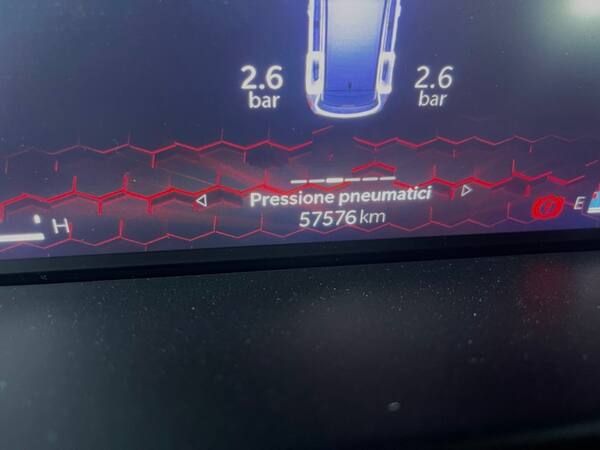 2.6 2.6
bar bar
Pressione pneumatici
57576 km
H E